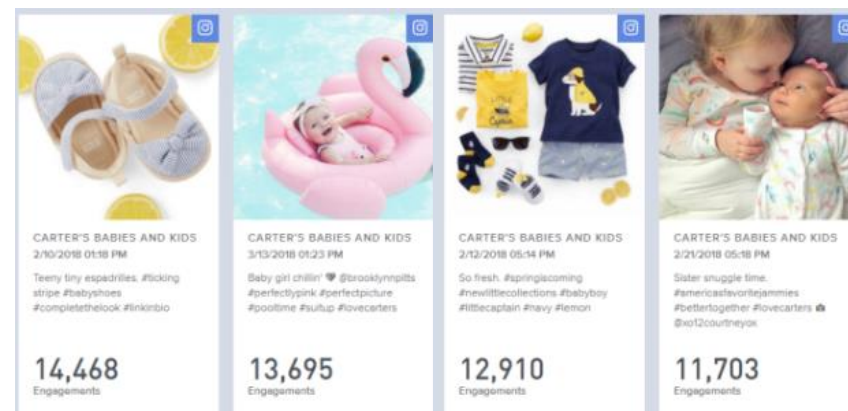 CARTER'S BABIES AND KIDS
2/10/2018 01:18 PM
Teeny tiny espadrilles. #ticking
stripe #babyshoes
#completethelook #linkinbio
14,468
Engagements
CARTER'S BABIES AND KIDS
3/13/2018 01:23 PM
Baby girl chillin' 💗 @brooklynnpitts
#perfectlypink #perfectpicture
#pooltime #suitup #lovecarters
13,695
Engagements
LITTLE
Captain
CARTER'S BABIES AND KIDS
2/12/2018 05:14 PM
So fresh. #springiscoming
#newlittlecollections #babyboy
#littlecaptain #navy #lemon
12,910
Engagements
CARTER'S BABIES AND KIDS
2/21/2018 05:18 PM
Sister snuggle time.
#americasfavoritejammies
#bettertogether #lovecarters 📷
@xo12courtneyox
11,703
Engagements